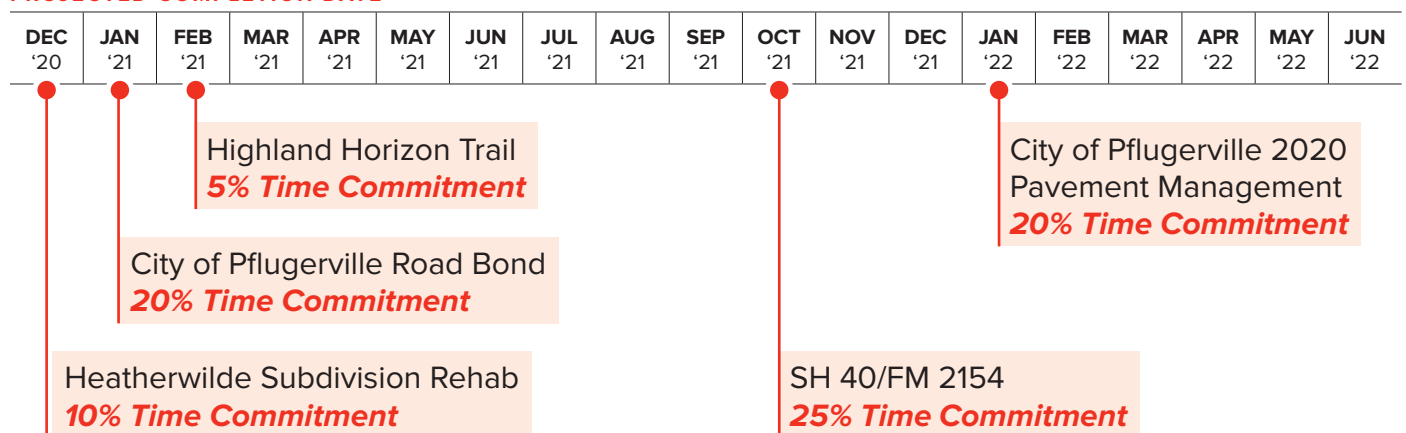 PROJECTED COMPLETION DATE
DEC JAN FEB MAR APR MAY JUN JUL AUG SEP OCT NOV DEC JAN FEB MAR APR MAY JUN
‘20 ‘21 ‘21 ‘21 ‘21 ‘21 ‘21 ‘21 ‘21 ‘21 ‘21 ‘21 ‘21 ‘22 ‘22 ‘22 ‘22 ‘22 ‘22
Highland Horizon Trail
5% Time Commitment
City of Pflugerville 2020
Pavement Management
20% Time Commitment
City of Pflugerville Road Bond
20% Time Commitment
Heatherwilde Subdivision Rehab
10% Time Commitment
SH 40/FM 2154
25% Time Commitment